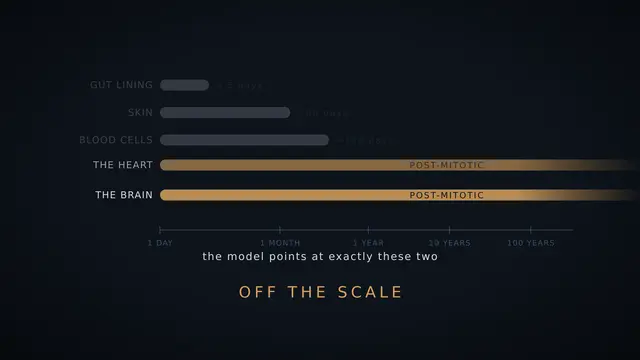 GUT LINING
SKIN
BLOOD CELLS
THE HEART POST-MITOTIC
THE BRAIN POST-MITOTIC
1 DAY 1 MONTH 1 YEAR 10 YEARS 100 YEARS
the model points at exactly these two
OFF THE SCALE